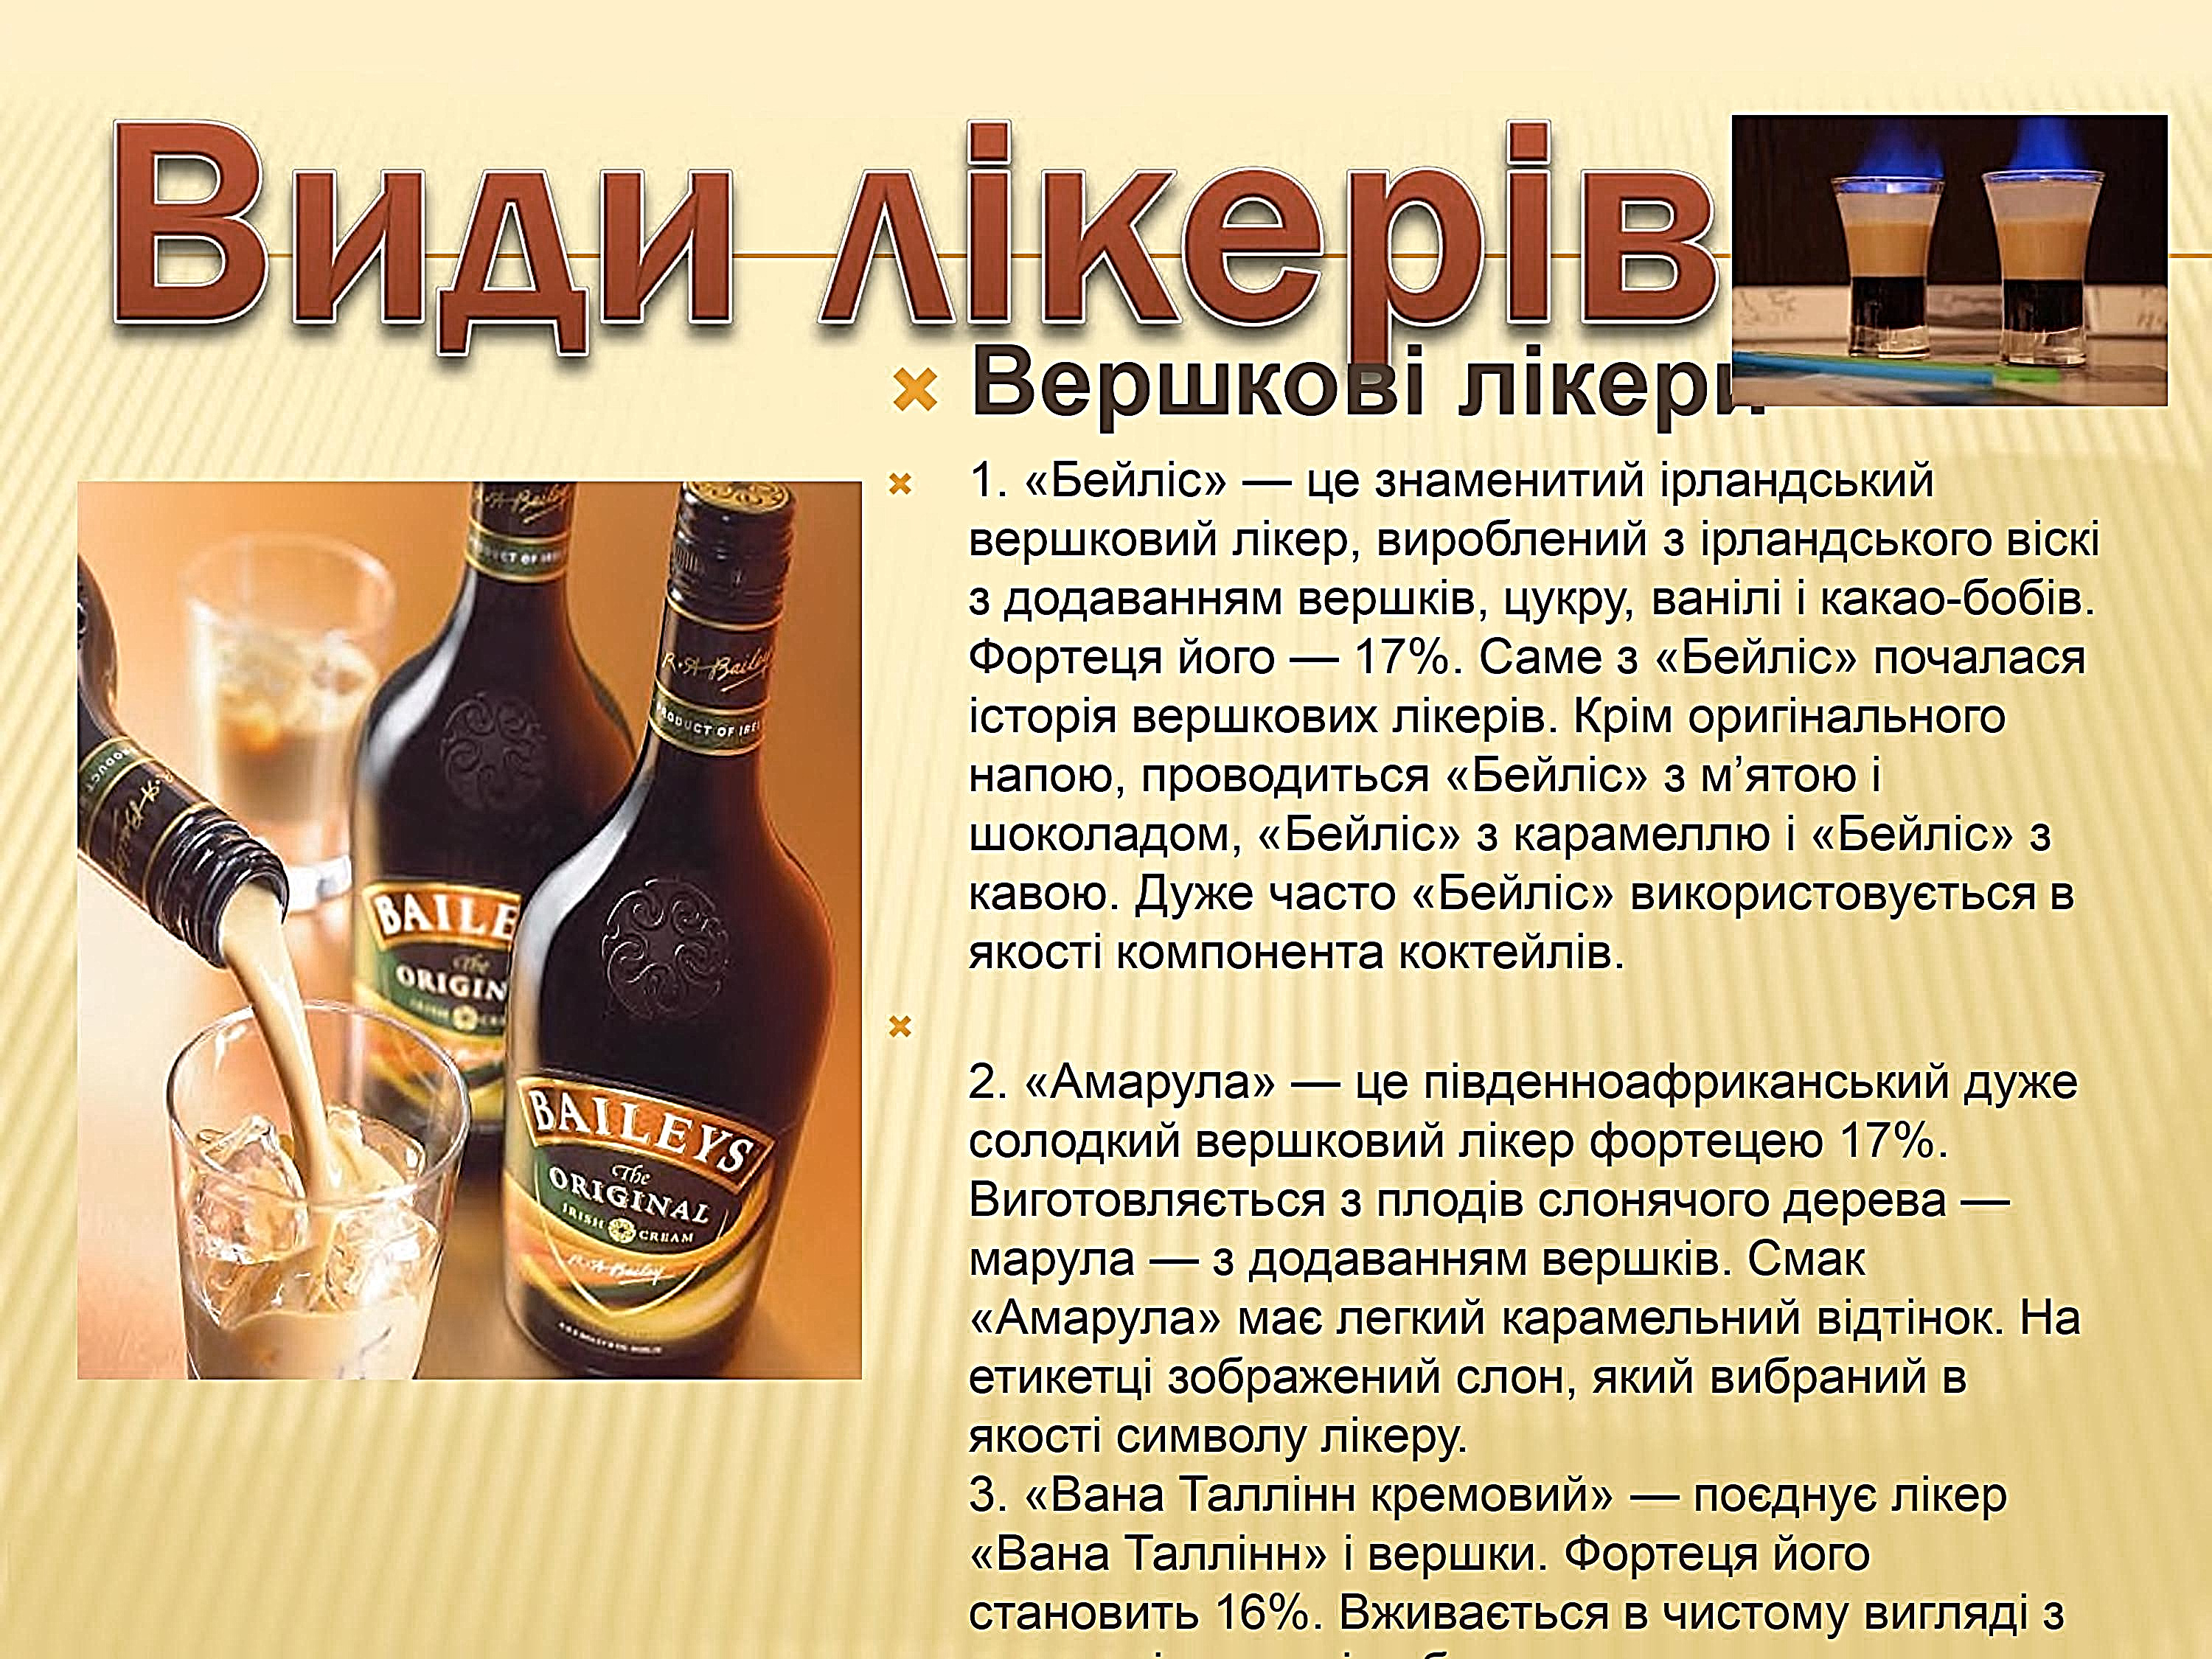 Види лікерів
Вершкові лікери
1. «Бейліс» — це знаменитий ірландський
вершковий лікер, вироблений з ірландського віскі
з додаванням вершків, цукру, ванілі і какао-бобів.
Фортеця його — 17%. Саме з «Бейліс» почалася
історія вершкових лікерів. Крім оригінального
напою, проводиться «Бейліс» з м’ятою і
шоколадом, «Бейліс» з карамеллю і «Бейліс» з
кавою. Дуже часто «Бейліс» використовується в
якості компонента коктейлів.
2. «Амарула» — це південноафриканський дуже
солодкий вершковий лікер фортецею 17%.
Виготовляється з плодів слонячого дерева —
марула — з додаванням вершків. Смак
«Амарула» має легкий карамельний відтінок. На
етикетці зображений слон, який вибраний в
якості символу лікеру.
3. «Вана Таллінн кремовий» — поєднує лікер
«Вана Таллінн» і вершки. Фортеця його
становить 16%. Вживається в чистому вигляді з
R·A Bailey
PRODUCT OF IRE
BAILE
The
ORIGIN
BAILEYS
The
ORIGINAL
IRISH CREAM
R·A Bailey